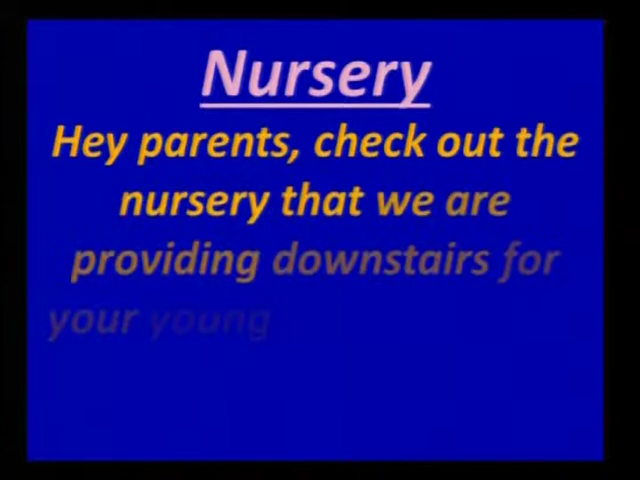 Nursery
Hey parents, check out the
nursery that we are
providing downstairs for
your young